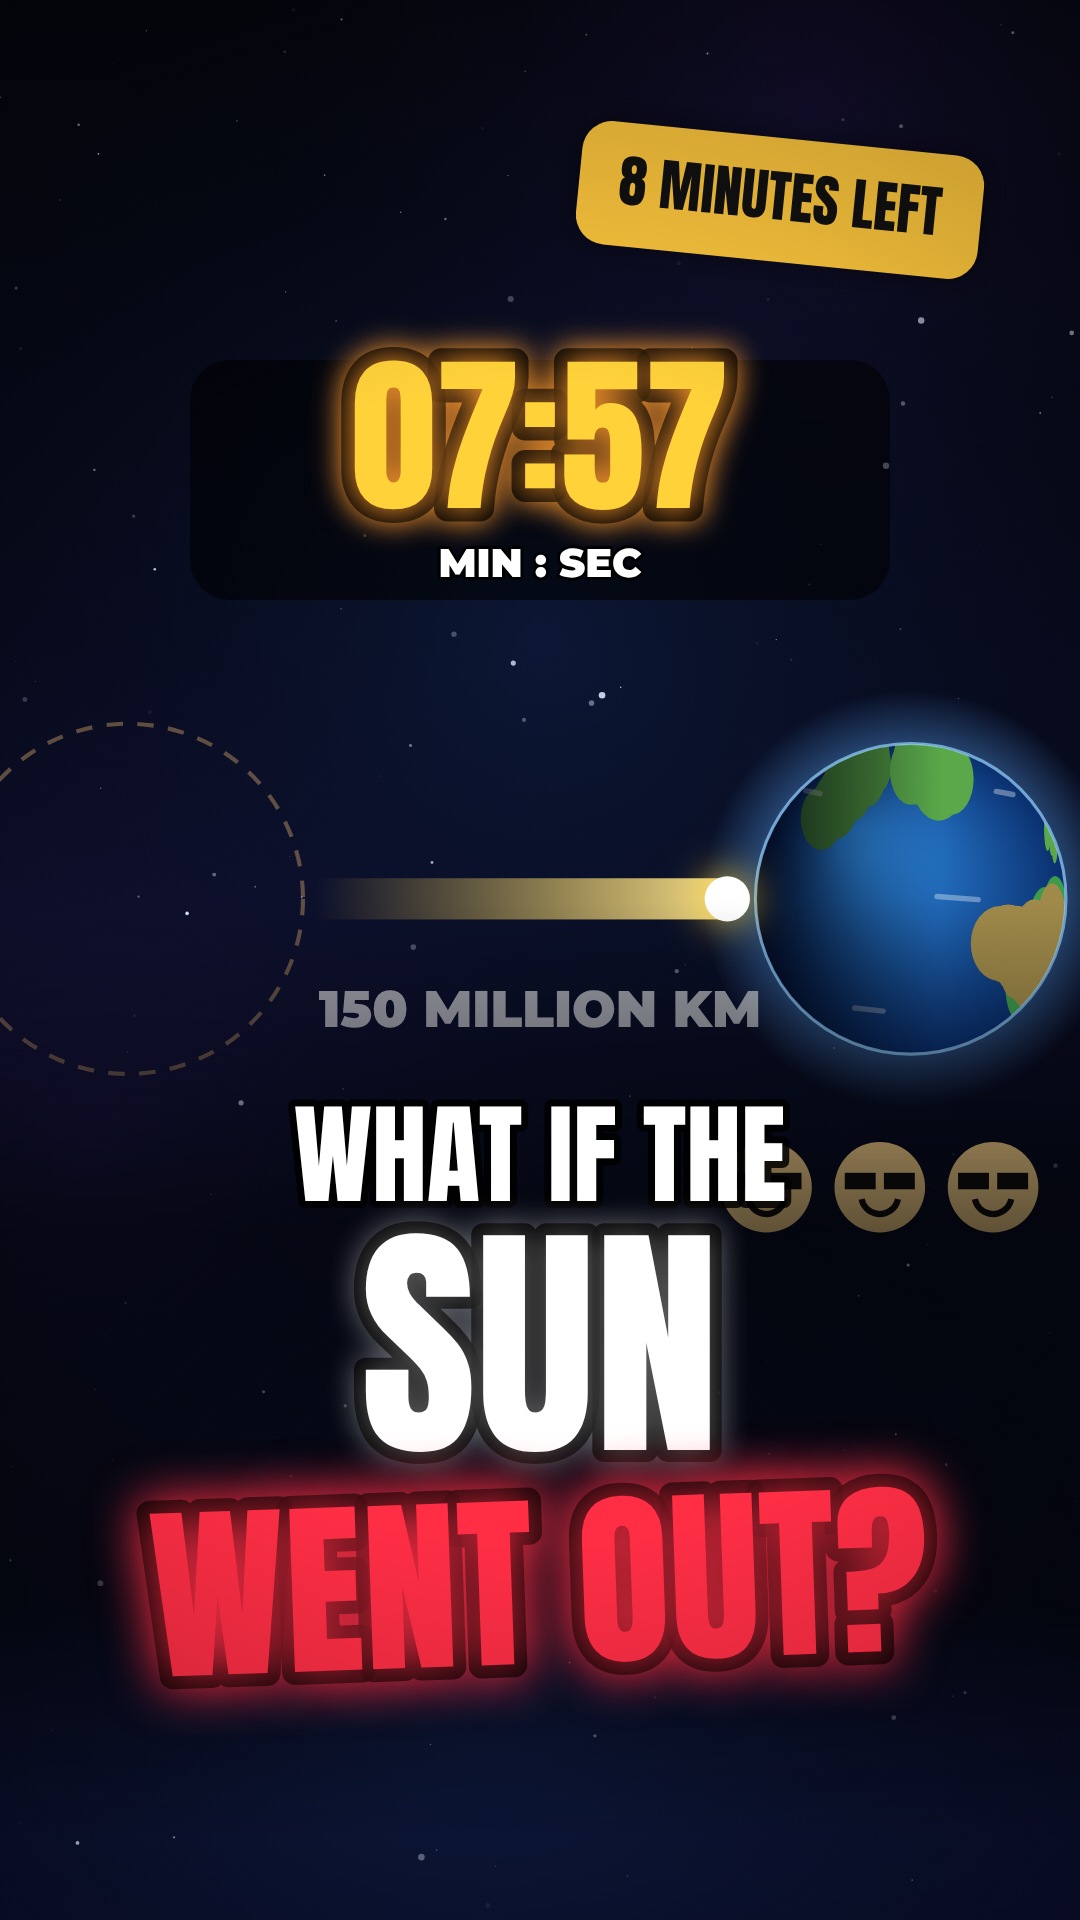 8 MINUTES LEFT
07:57
MIN : SEC
150 MILLION KM
WHAT IF THE
SUN
WENT OUT?